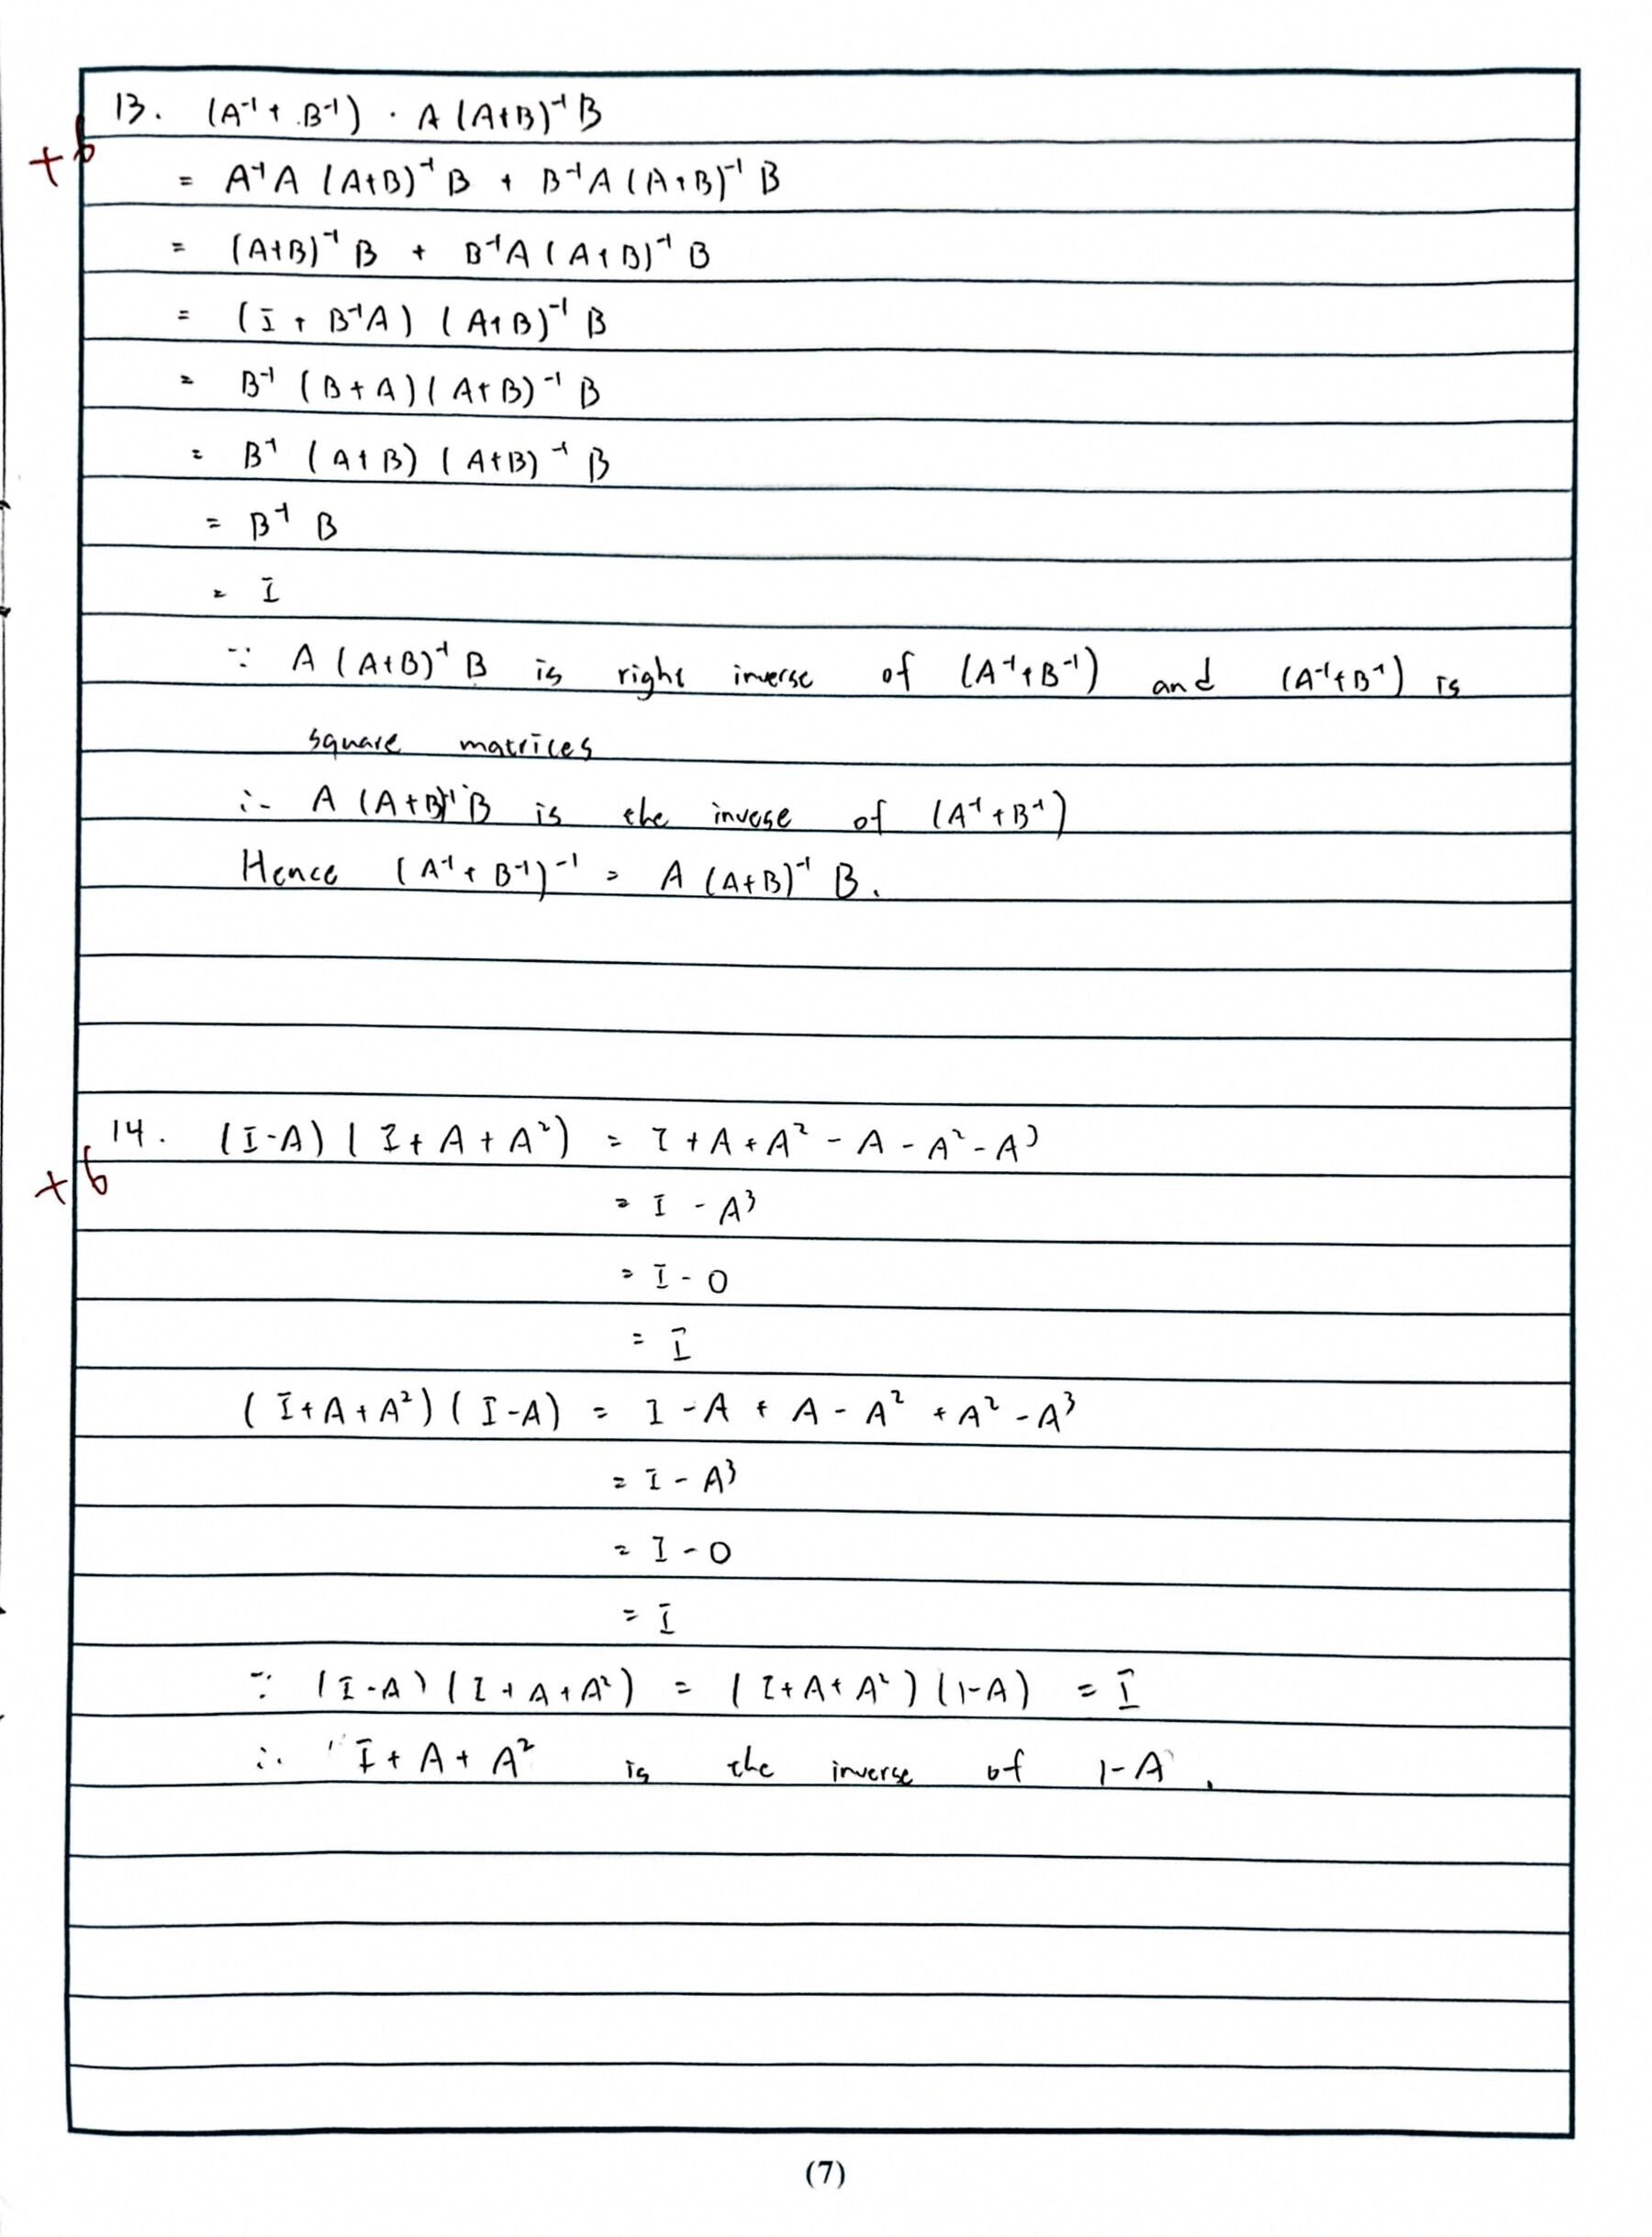 13. (A⁻¹ + B⁻¹) · A (A+B)⁻¹ B
+6
= A⁻¹A (A+B)⁻¹ B + B⁻¹A (A+B)⁻¹ B
= (A+B)⁻¹ B + B⁻¹A (A+B)⁻¹ B
= (I + B⁻¹A) (A+B)⁻¹ B
= B⁻¹ (B+A) (A+B)⁻¹ B
= B⁻¹ (A+B) (A+B)⁻¹ B
= B⁻¹ B
= I
∵ A (A+B)⁻¹ B is right inverse of (A⁻¹+B⁻¹) and (A⁻¹+B⁻¹) is
square matrices
∴ A (A+B)⁻¹ B is the invese of (A⁻¹+B⁻¹)
Hence (A⁻¹+B⁻¹)⁻¹ = A (A+B)⁻¹ B.
14. (I-A) (I+A+A²) = I + A + A² - A - A² - A³
+6
= I - A³
= I - 0
= I
(I+A+A²) (I-A) = I - A + A - A² + A² - A³
= I - A³
= I - 0
= I
∵ (I-A) (I+A+A²) = (I+A+A²) (1-A) = I
∴ I+A+A² is the inverse of 1-A.
(7)